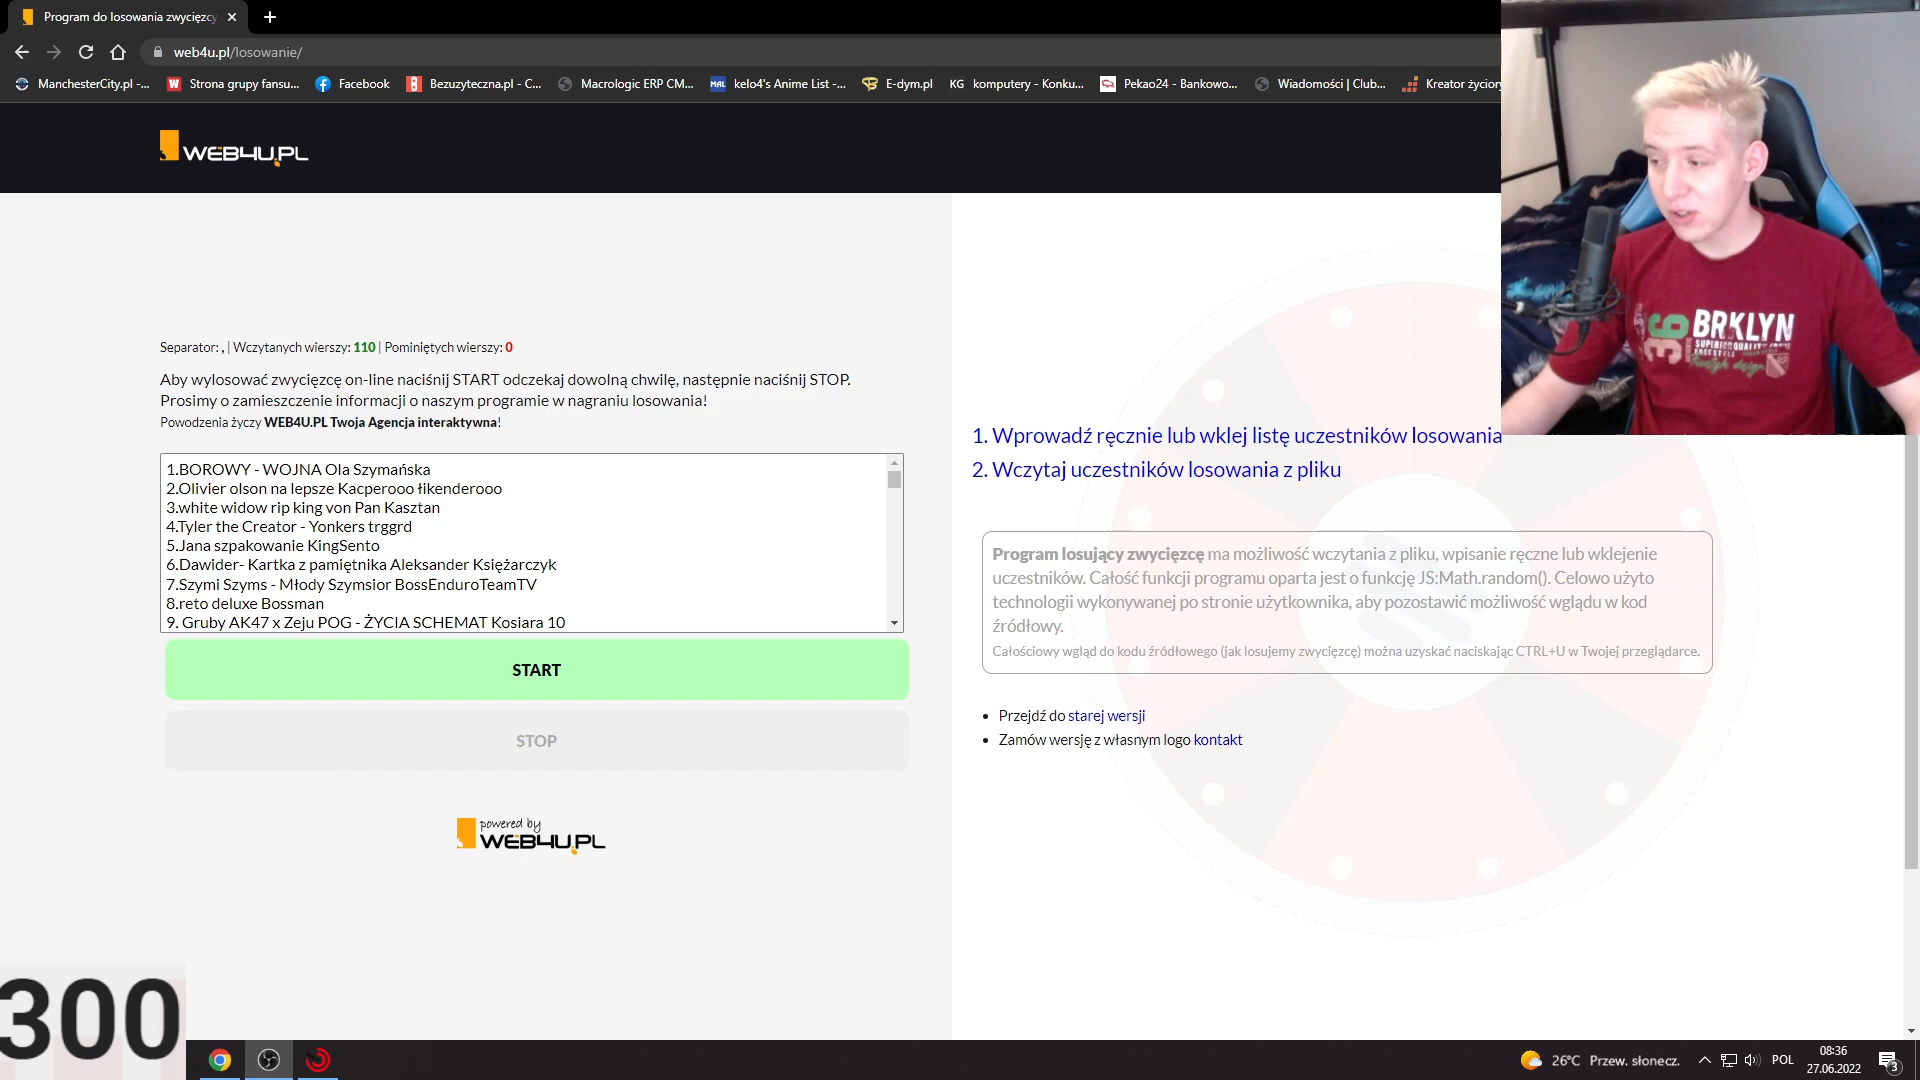 Program do losowania zwycięzcy
web4u.pl/losowanie/
ManchesterCity.pl -...
Strona grupy fansu...
Facebook
Bezuzyteczna.pl - C...
Macrologic ERP CM...
MAL
kelo4's Anime List -...
E-dym.pl
KG
komputery - Konku...
Pekao24 - Bankowo...
Wiadomości | Club...
Kreator życiory
WEB4U.PL
36
BRKLYN
SUPERIOR QUALITY
FREESTYLE
Separator: , | Wczytanych wierszy: 110 | Pominiętych wierszy: 0
Aby wylosować zwycięzcę on-line naciśnij START odczekaj dowolną chwilę, następnie naciśnij STOP.
Prosimy o zamieszczenie informacji o naszym programie w nagraniu losowania!
Powodzenia życzy WEB4U.PL Twoja Agencja interaktywna!
1.BOROWY - WOJNA Ola Szymańska
2.Olivier olson na lepsze Kacperooo łikenderooo
3.white widow rip king von Pan Kasztan
4.Tyler the Creator - Yonkers trggrd
5.Jana szpakowanie KingSento
6.Dawider- Kartka z pamiętnika Aleksander Księżarczyk
7.Szymi Szyms - Młody Szymsior BossEnduroTeamTV
8.reto deluxe Bossman
9. Gruby AK47 x Zeju POG - ŻYCIA SCHEMAT Kosiara 10
START
STOP
powered by
WEB4U.PL
1. Wprowadź ręcznie lub wklej listę uczestników losowania
2. Wczytaj uczestników losowania z pliku
Program losujący zwycięzcę ma możliwość wczytania z pliku, wpisanie ręczne lub wklejenie
uczestników. Całość funkcji programu oparta jest o funkcję JS:Math.random(). Celowo użyto
technologii wykonywanej po stronie użytkownika, aby pozostawić możliwość wglądu w kod
źródłowy.
Całościowy wgląd do kodu źródłowego (jak losujemy zwycięzcę) można uzyskać naciskając CTRL+U w Twojej przeglądarce.
Przejdź do starej wersji
Zamów wersję z własnym logo kontakt
300
26°C Przew. słonecz.
POL
08:36
27.06.2022
3